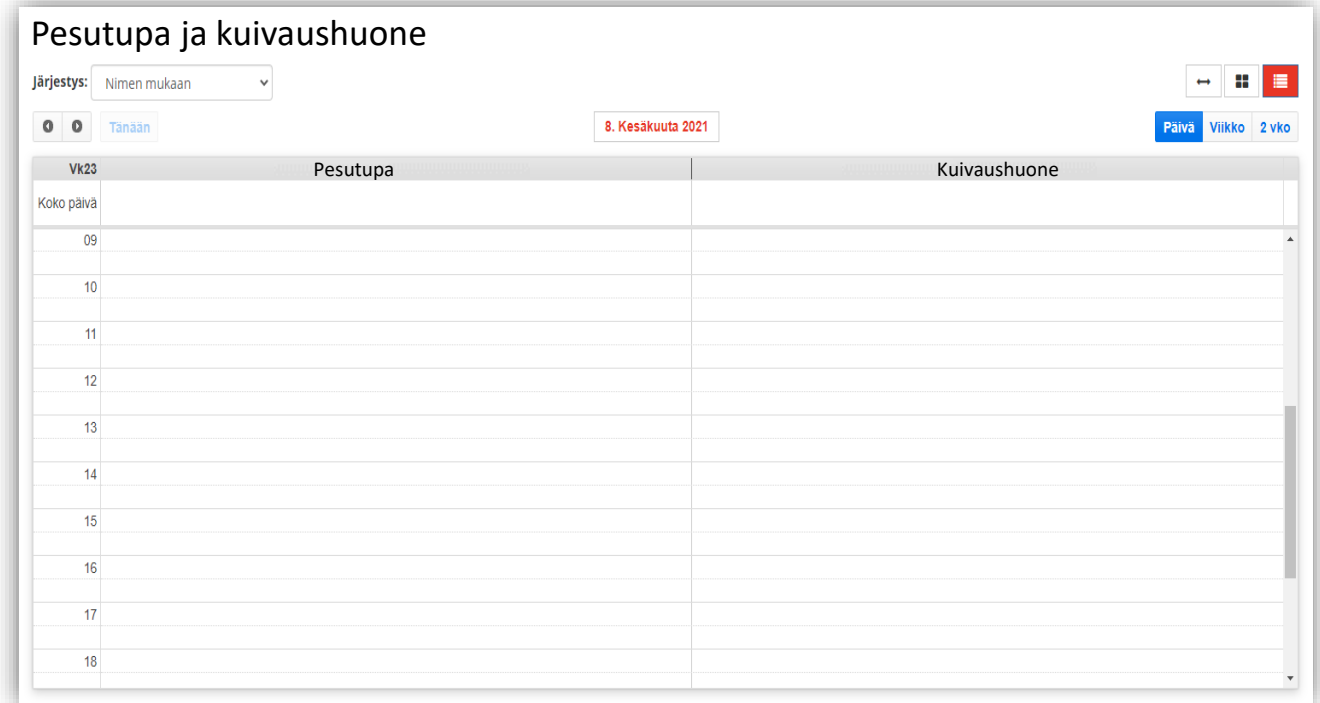 Pesutupa ja kuivaushuone
Järjestys: Nimen mukaan
Tänään 8. Kesäkuuta 2021 Päivä Viikko 2 vko
Vk23 Pesutupa Kuivaushuone
Koko päivä
09
10
11
12
13
14
15
16
17
18